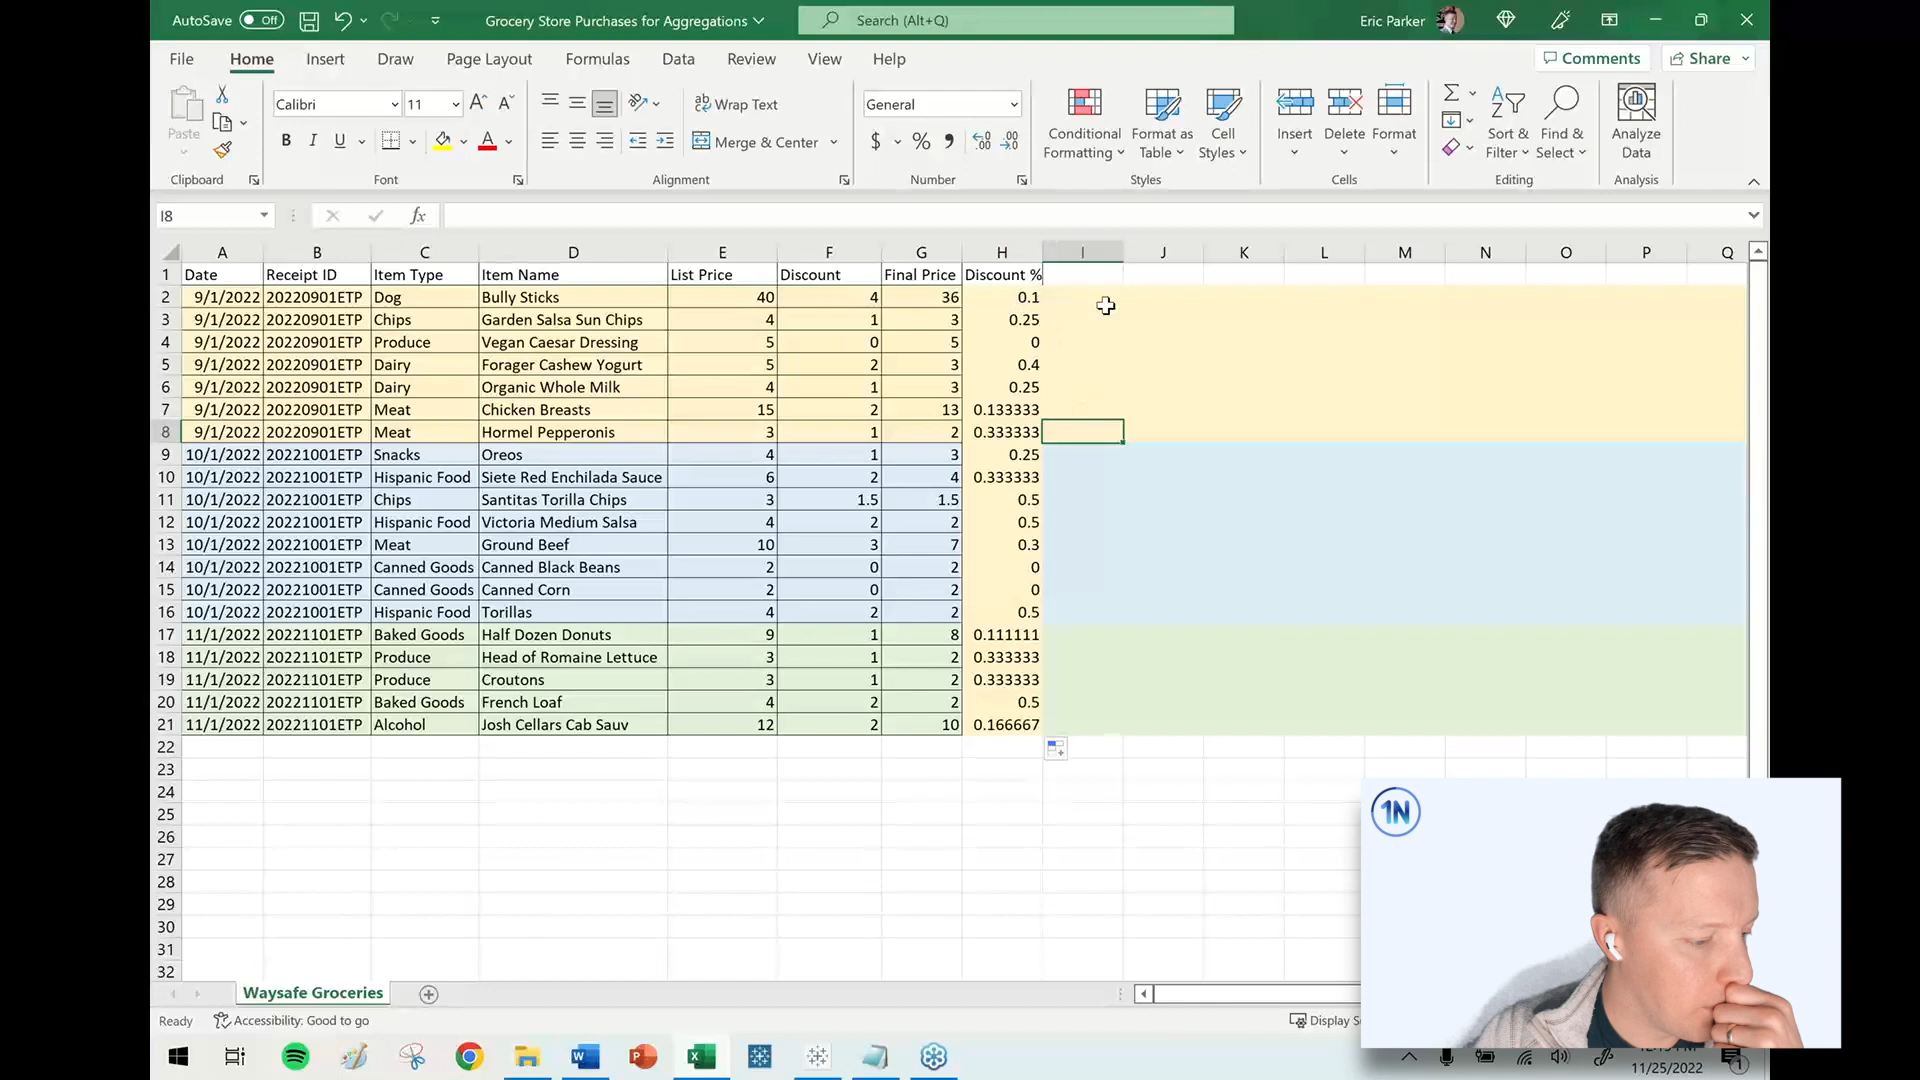 AutoSave Off Grocery Store Purchases for Aggregations Search (Alt+Q) Eric Parker
File Home Insert Draw Page Layout Formulas Data Review View Help Comments Share
Paste
Clipboard
Calibri 11
B I U
Font
Wrap Text
Merge & Center
Alignment
General
$ % 9
Number
Conditional Formatting
Format as Table
Cell Styles
Styles
Insert Delete Format
Cells
Sort & Filter
Find & Select
Editing
Analyze Data
Analysis
I8 fx
A B C D E F G H I J K L M N O P Q
1 Date Receipt ID Item Type Item Name List Price Discount Final Price Discount %
2 9/1/2022 20220901ETP Dog Bully Sticks 40 4 36 0.1
3 9/1/2022 20220901ETP Chips Garden Salsa Sun Chips 4 1 3 0.25
4 9/1/2022 20220901ETP Produce Vegan Caesar Dressing 5 0 5 0
5 9/1/2022 20220901ETP Dairy Forager Cashew Yogurt 5 2 3 0.4
6 9/1/2022 20220901ETP Dairy Organic Whole Milk 4 1 3 0.25
7 9/1/2022 20220901ETP Meat Chicken Breasts 15 2 13 0.133333
8 9/1/2022 20220901ETP Meat Hormel Pepperonis 3 1 2 0.333333
9 10/1/2022 20221001ETP Snacks Oreos 4 1 3 0.25
10 10/1/2022 20221001ETP Hispanic Food Siete Red Enchilada Sauce 6 2 4 0.333333
11 10/1/2022 20221001ETP Chips Santitas Torilla Chips 3 1.5 1.5 0.5
12 10/1/2022 20221001ETP Hispanic Food Victoria Medium Salsa 4 2 2 0.5
13 10/1/2022 20221001ETP Meat Ground Beef 10 3 7 0.3
14 10/1/2022 20221001ETP Canned Goods Canned Black Beans 2 0 2 0
15 10/1/2022 20221001ETP Canned Goods Canned Corn 2 0 2 0
16 10/1/2022 20221001ETP Hispanic Food Torillas 4 2 2 0.5
17 11/1/2022 20221101ETP Baked Goods Half Dozen Donuts 9 1 8 0.111111
18 11/1/2022 20221101ETP Produce Head of Romaine Lettuce 3 1 2 0.333333
19 11/1/2022 20221101ETP Produce Croutons 3 1 2 0.333333
20 11/1/2022 20221101ETP Baked Goods French Loaf 4 2 2 0.5
21 11/1/2022 20221101ETP Alcohol Josh Cellars Cab Sauv 12 2 10 0.166667
22
23
24
25
26
27
28
29
30
31
32
1N
Waysafe Groceries
Ready Accessibility: Good to go Display
11/25/2022